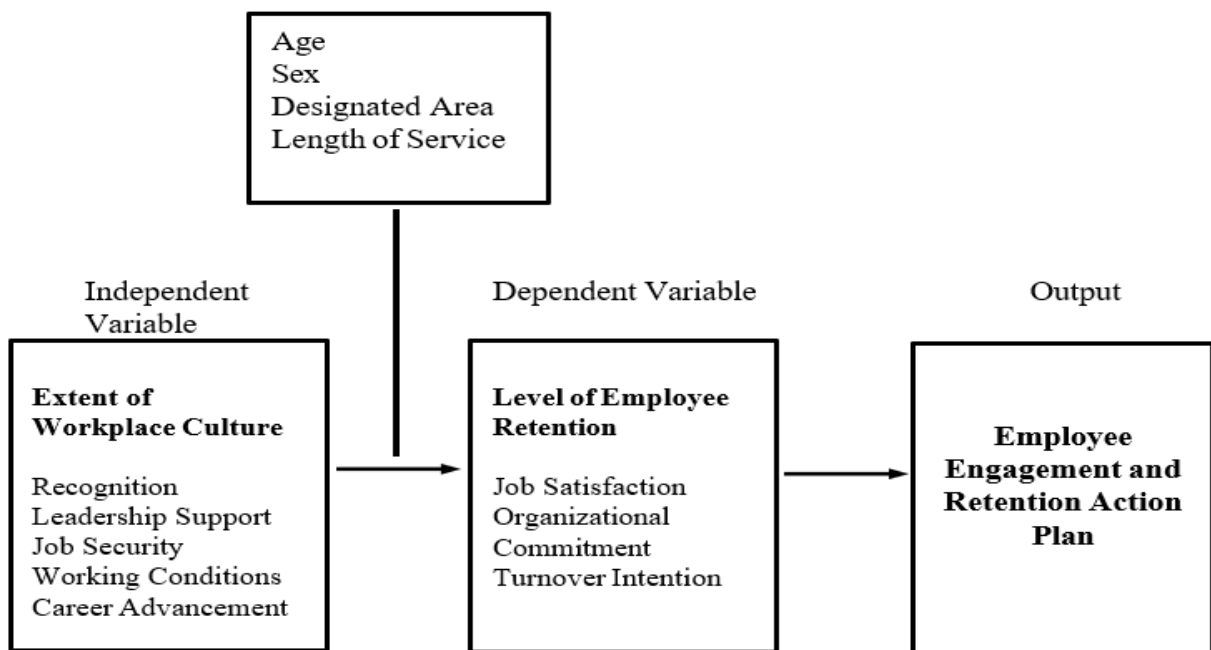 Age
Sex
Designated Area
Length of Service
Independent
Variable
Extent of
Workplace Culture
Recognition
Leadership Support
Job Security
Working Conditions
Career Advancement
Dependent Variable
Level of Employee
Retention
Job Satisfaction
Organizational
Commitment
Turnover Intention
Output
Employee
Engagement and
Retention Action
Plan